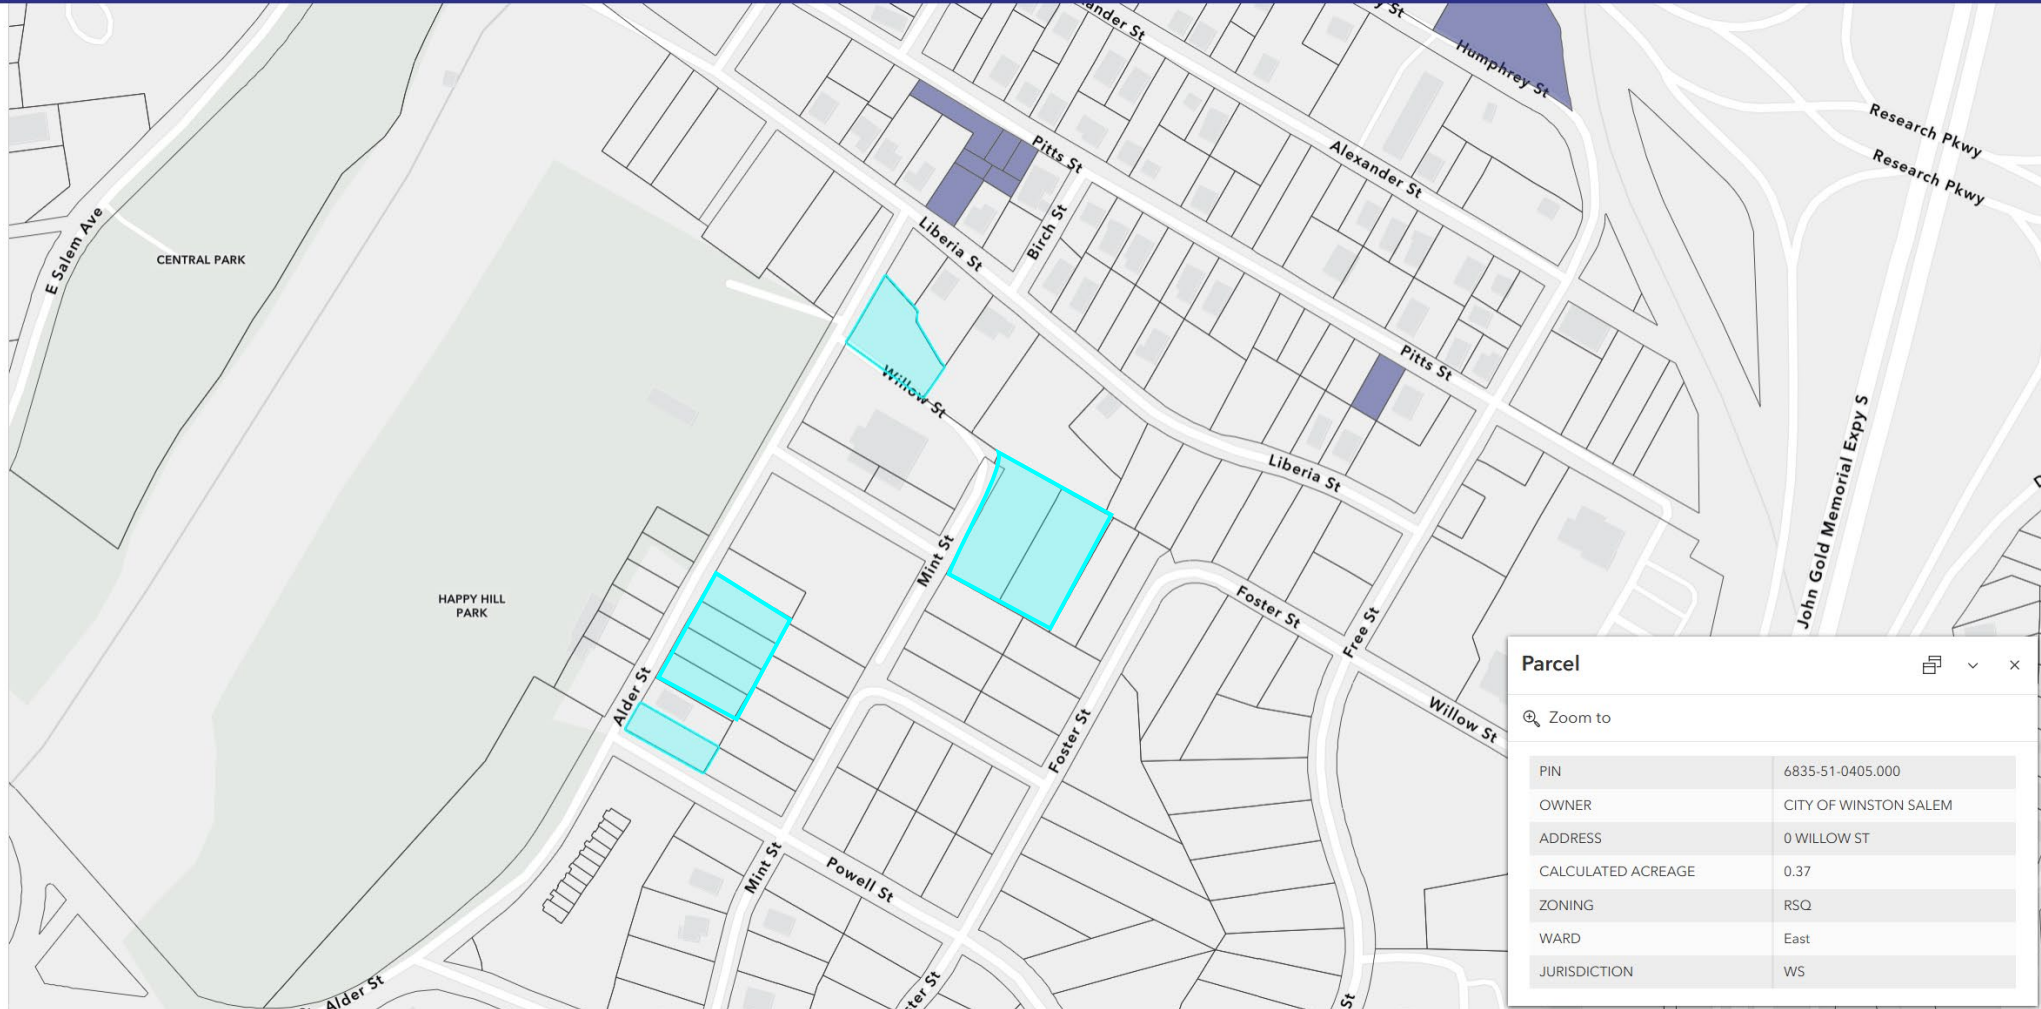 Humphrey St
Alexander St
Research Pkwy
Research Pkwy
Pitts St
Alexander St
Birch St
Liberia St
E Salem Ave
CENTRAL PARK
Willow St
Pitts St
Liberia St
John Gold Memorial Expy S
Mint St
HAPPY HILL
PARK
Foster St
Free St
Alder St
Foster St
Willow St
Mint St
Powell St
Alder St
St
Parcel
Zoom to
PIN 6835-51-0405.000
OWNER CITY OF WINSTON SALEM
ADDRESS 0 WILLOW ST
CALCULATED ACREAGE 0.37
ZONING RSQ
WARD East
JURISDICTION WS